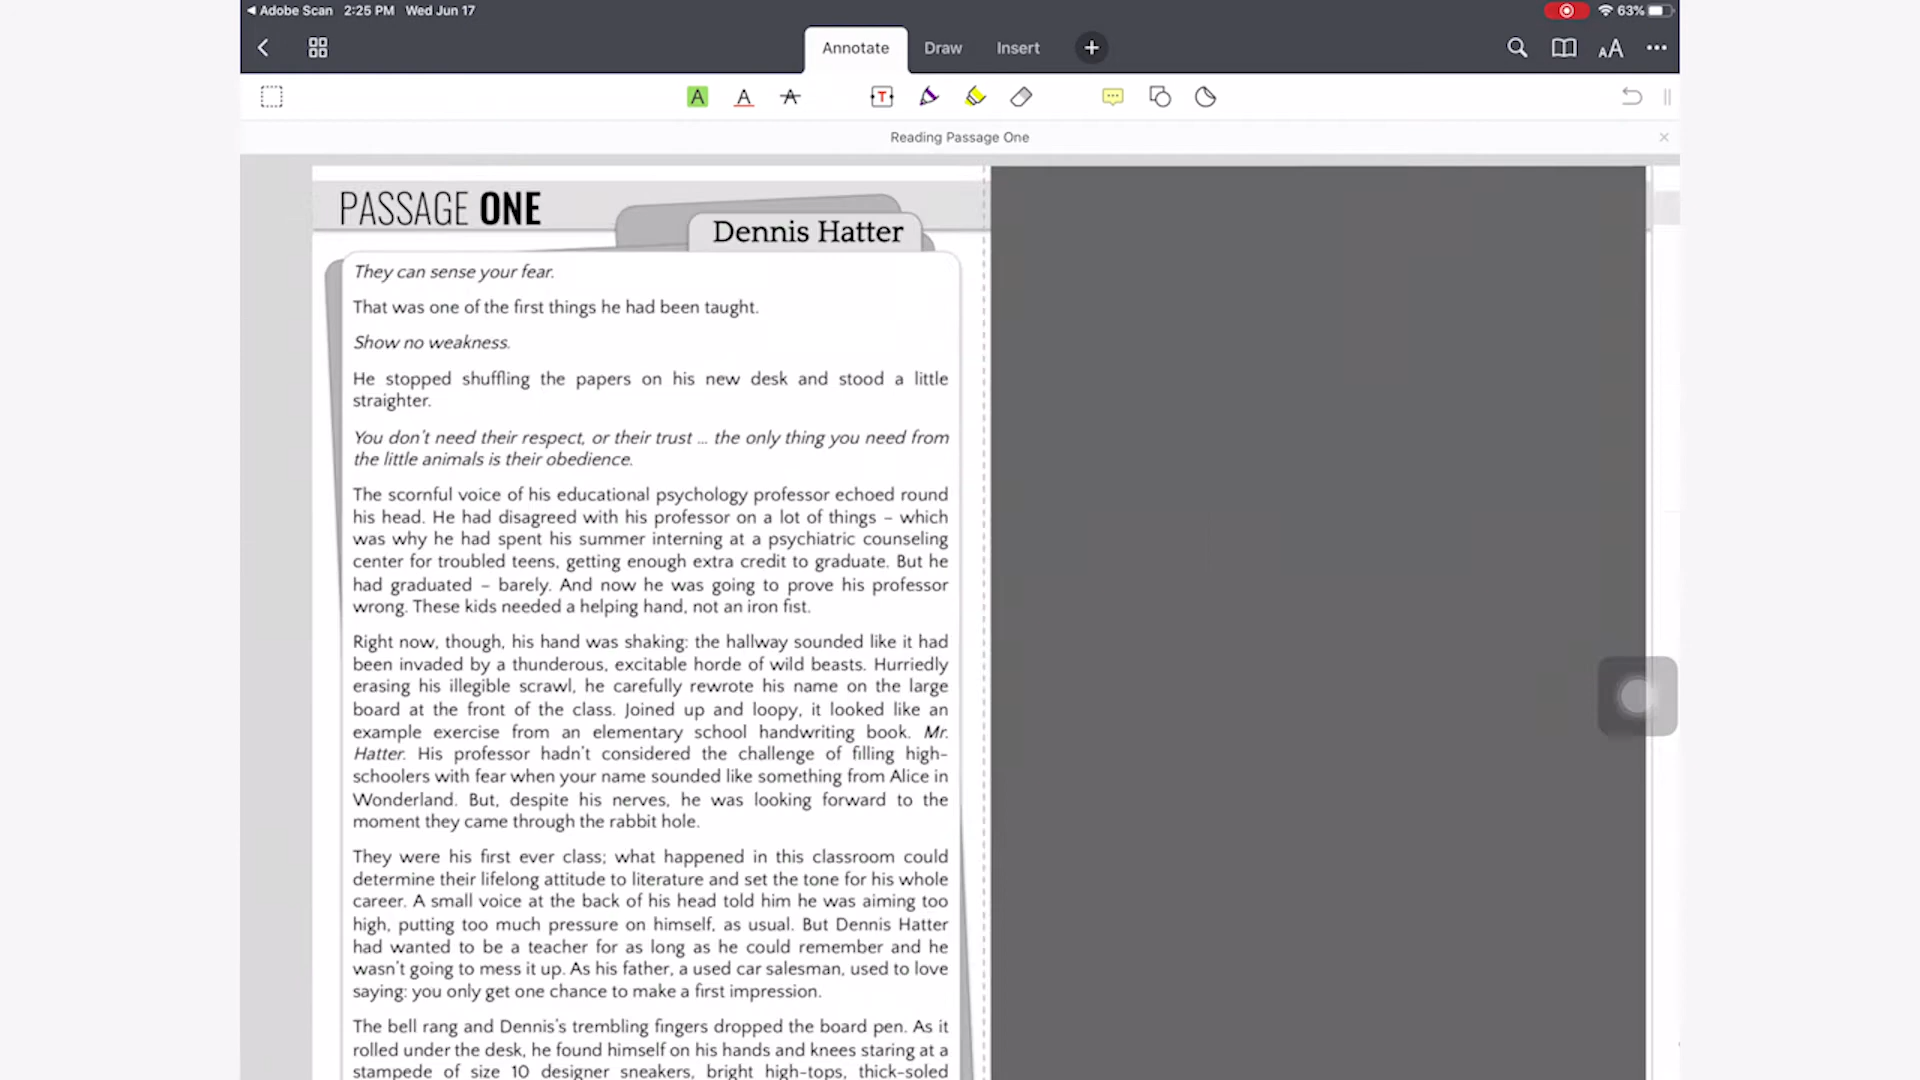 Adobe Scan 2:25 PM Wed Jun 17
63%
Annotate Draw Insert
AA
A A A T
Reading Passage One
PASSAGE ONE
Dennis Hatter
They can sense your fear.
That was one of the first things he had been taught.
Show no weakness.
He stopped shuffling the papers on his new desk and stood a little
straighter.
You don't need their respect, or their trust ... the only thing you need from
the little animals is their obedience.
The scornful voice of his educational psychology professor echoed round
his head. He had disagreed with his professor on a lot of things – which
was why he had spent his summer interning at a psychiatric counseling
center for troubled teens, getting enough extra credit to graduate. But he
had graduated – barely. And now he was going to prove his professor
wrong. These kids needed a helping hand, not an iron fist.
Right now, though, his hand was shaking: the hallway sounded like it had
been invaded by a thunderous, excitable horde of wild beasts. Hurriedly
erasing his illegible scrawl, he carefully rewrote his name on the large
board at the front of the class. Joined up and loopy, it looked like an
example exercise from an elementary school handwriting book. Mr.
Hatter. His professor hadn't considered the challenge of filling high-
schoolers with fear when your name sounded like something from Alice in
Wonderland. But, despite his nerves, he was looking forward to the
moment they came through the rabbit hole.
They were his first ever class; what happened in this classroom could
determine their lifelong attitude to literature and set the tone for his whole
career. A small voice at the back of his head told him he was aiming too
high, putting too much pressure on himself, as usual. But Dennis Hatter
had wanted to be a teacher for as long as he could remember and he
wasn't going to mess it up. As his father, a used car salesman, used to love
saying: you only get one chance to make a first impression.
The bell rang and Dennis's trembling fingers dropped the board pen. As it
rolled under the desk, he found himself on his hands and knees staring at a
stampede of size 10 designer sneakers, bright high-tops, thick-soled